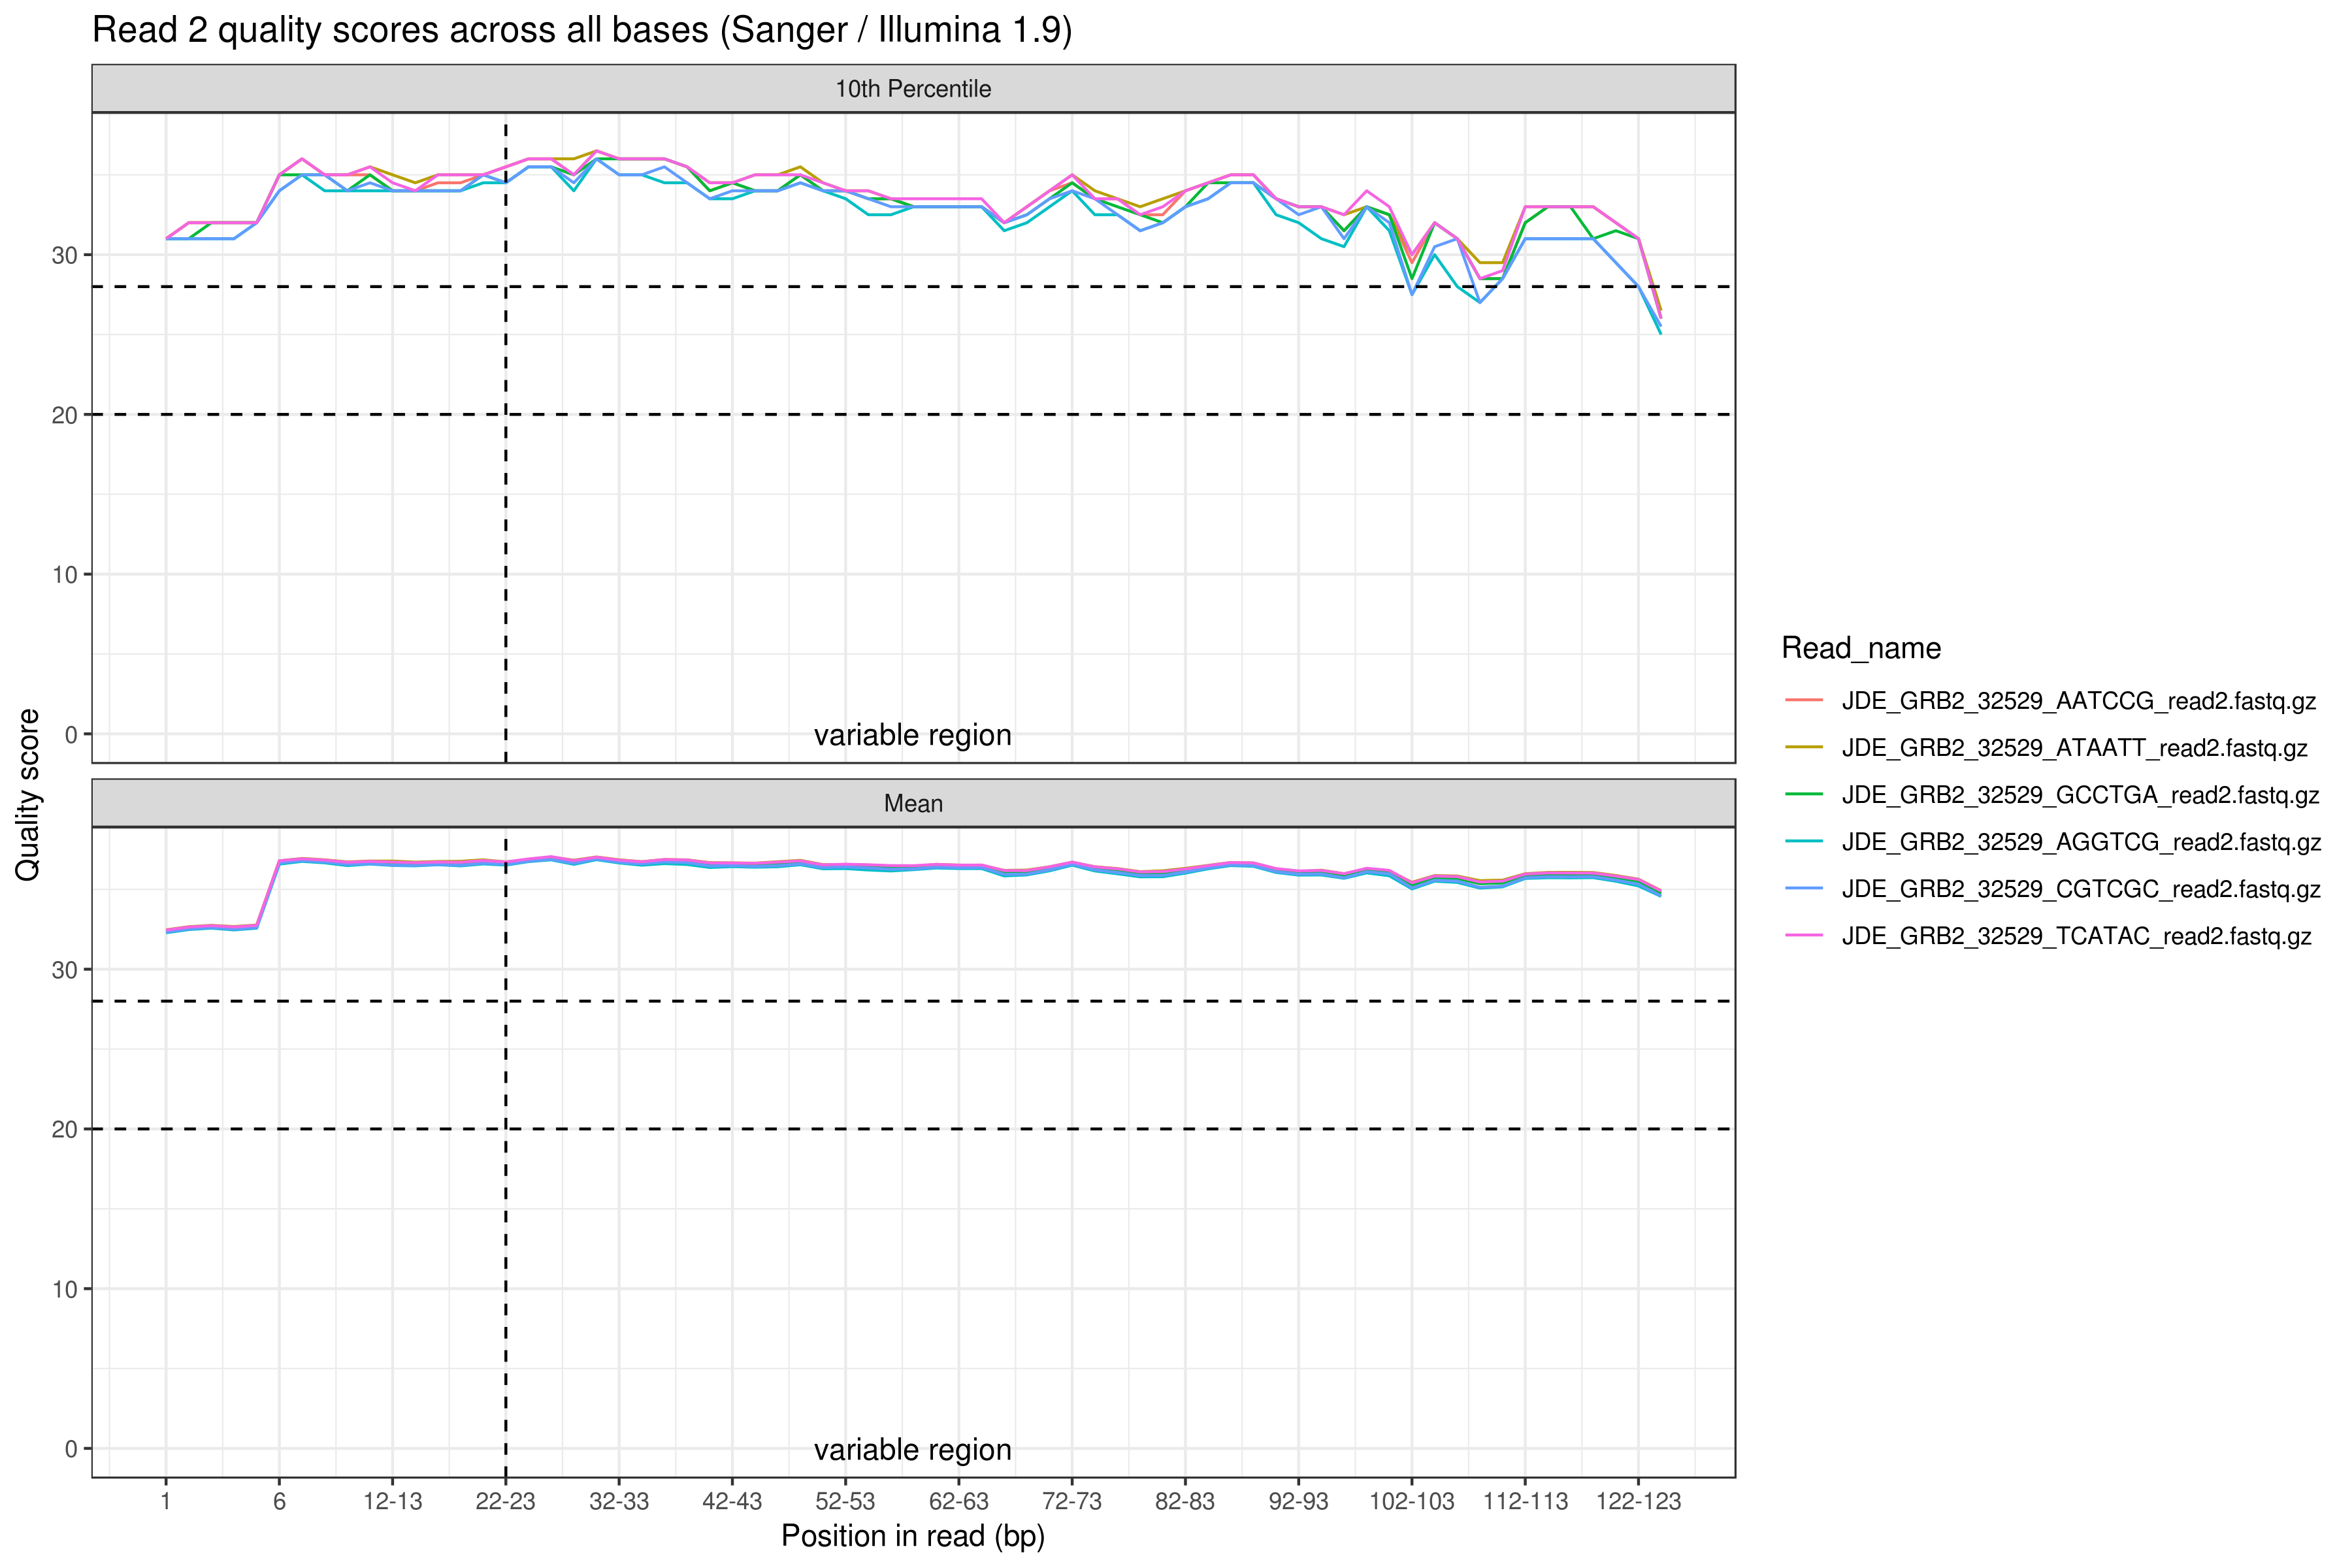 Read 2 quality scores across all bases (Sanger / Illumina 1.9)
10th Percentile
30
20
10
0
variable region
Mean
30
20
10
0
variable region
1 6 12-13 22-23 32-33 42-43 52-53 62-63 72-73 82-83 92-93 102-103 112-113 122-123
Position in read (bp)
Quality score
Read_name
JDE_GRB2_32529_AATCCG_read2.fastq.gz
JDE_GRB2_32529_ATAATT_read2.fastq.gz
JDE_GRB2_32529_GCCTGA_read2.fastq.gz
JDE_GRB2_32529_AGGTCG_read2.fastq.gz
JDE_GRB2_32529_CGTCGC_read2.fastq.gz
JDE_GRB2_32529_TCATAC_read2.fastq.gz